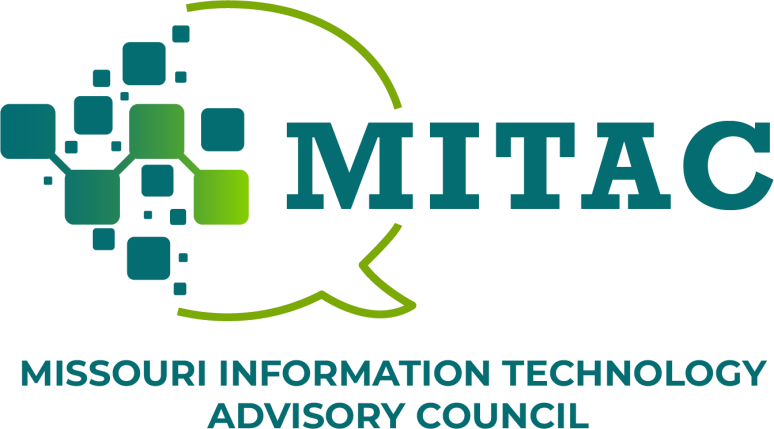 MITAC
MISSOURI INFORMATION TECHNOLOGY
ADVISORY COUNCIL